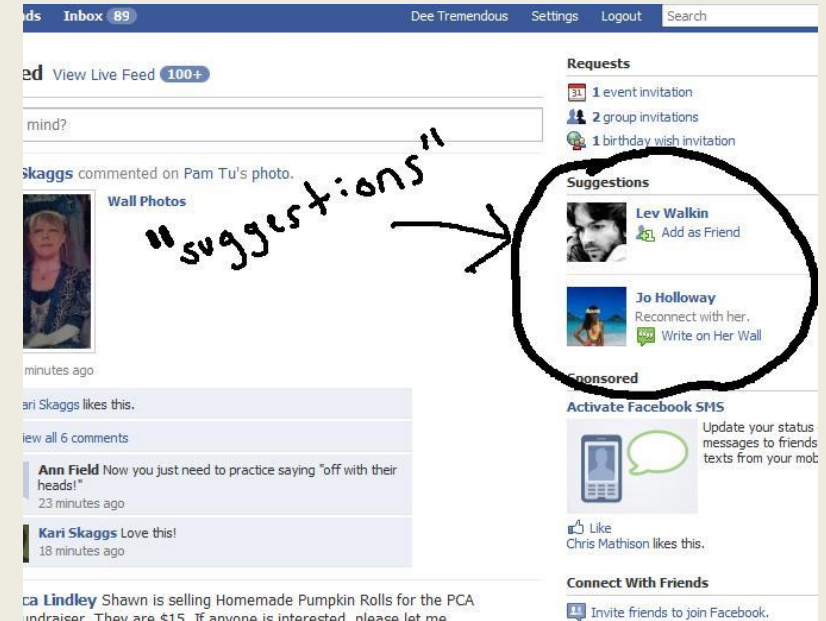 ds Inbox 89 Dee Tremendous Settings Logout Search
ed View Live Feed 100+
mind?
Skaggs commented on Pam Tu's photo.
Wall Photos
minutes ago
ari Skaggs likes this.
iew all 6 comments
Ann Field Now you just need to practice saying "off with their
heads!"
23 minutes ago
Kari Skaggs Love this!
18 minutes ago
ca Lindley Shawn is selling Homemade Pumpkin Rolls for the PCA
undraiser. They are $15. If anyone is interested, please let me
"suggestions"
Requests
31 1 event invitation
2 group invitations
1 birthday wish invitation
Suggestions
Lev Walkin
Add as Friend
Jo Holloway
Reconnect with her.
Write on Her Wall
Sponsored
Activate Facebook SMS
Update your status
messages to friends
texts from your mob
Like
Chris Mathison likes this.
Connect With Friends
Invite friends to join Facebook.